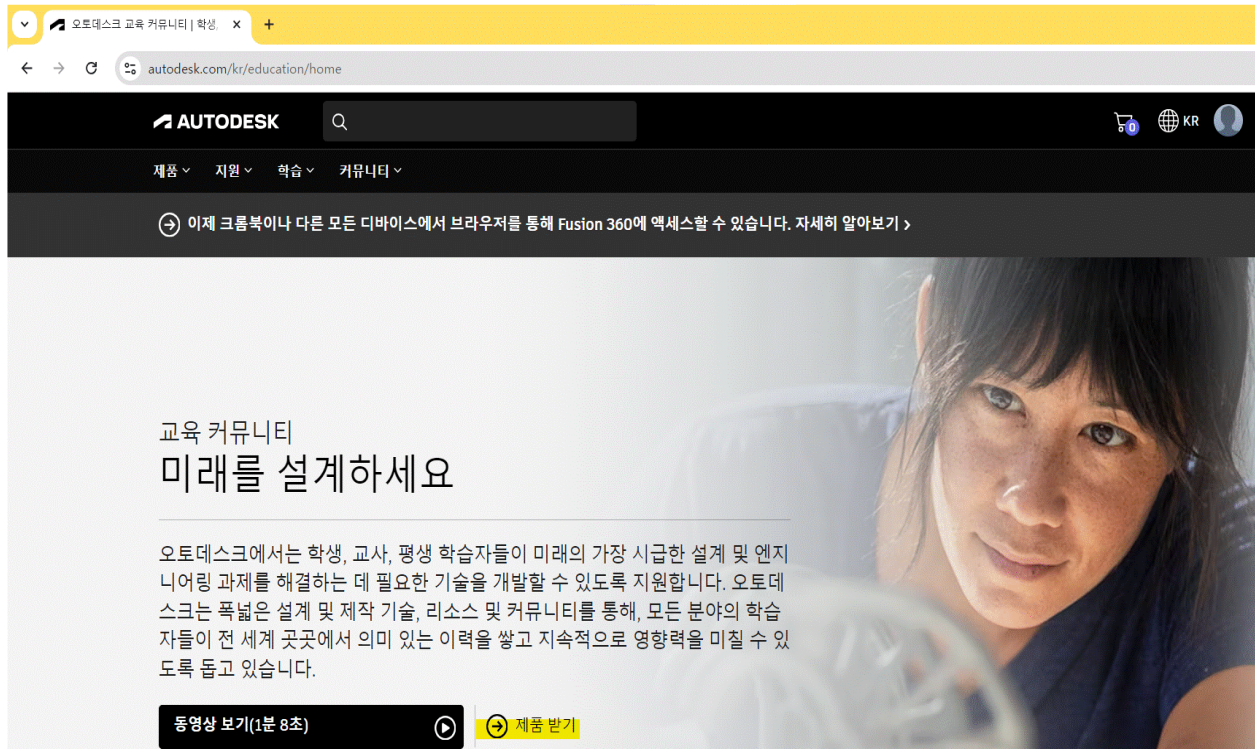 오토데스크 교육 커뮤니티 | 학생,
autodesk.com/kr/education/home
AUTODESK
0
KR
제품
지원
학습
커뮤니티
이제 크롬북이나 다른 모든 디바이스에서 브라우저를 통해 Fusion 360에 액세스할 수 있습니다. 자세히 알아보기 >
교육 커뮤니티
미래를 설계하세요
오토데스크에서는 학생, 교사, 평생 학습자들이 미래의 가장 시급한 설계 및 엔지
니어링 과제를 해결하는 데 필요한 기술을 개발할 수 있도록 지원합니다. 오토데
스크는 폭넓은 설계 및 제작 기술, 리소스 및 커뮤니티를 통해, 모든 분야의 학습
자들이 전 세계 곳곳에서 의미 있는 이력을 쌓고 지속적으로 영향력을 미칠 수 있
도록 돕고 있습니다.
동영상 보기(1분 8초)
제품 받기